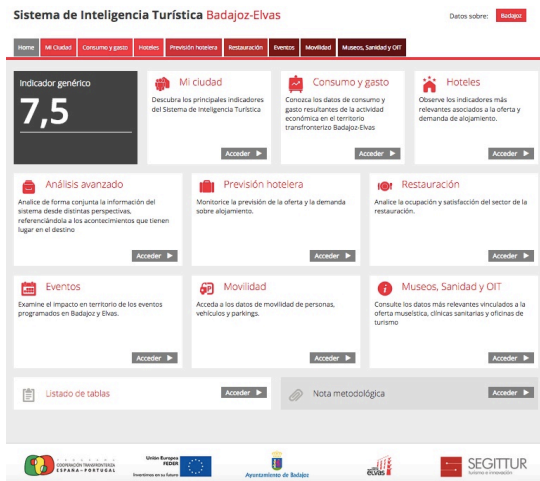 Sistema de Inteligencia Turística Badajoz-Elvas
Datos sobre: Badajoz
Home Mi Ciudad Consumo y gasto Hoteles Previsión hotelera Restauración Eventos Movilidad Museos, Sanidad y OIT
Indicador genérico
7,5
Mi ciudad
Descubra los principales indicadores
del Sistema de Inteligencia Turística
Acceder
Consumo y gasto
Conozca los datos de consumo y
gasto resultantes de la actividad
económica en el territorio
transfronterizo Badajoz-Elvas
Acceder
Hoteles
Observe los indicadores más
relevantes asociados a la oferta y
demanda de alojamiento.
Acceder
Análisis avanzado
Analice de forma conjunta la información del
sistema desde distintas perspectivas,
referenciándola a los acontecimientos que tienen
lugar en el destino
Acceder
Previsión hotelera
Monitorice la previsión de la oferta y la demanda
sobre alojamiento.
Acceder
Restauración
Analice la ocupación y satisfacción del sector de la
restauración.
Acceder
Eventos
Examine el impacto en territorio de los eventos
programados en Badajoz y Elvas.
Acceder
Movilidad
Acceda a los datos de movilidad de personas,
vehículos y parkings.
Acceder
Museos, Sanidad y OIT
Consulte los datos más relevantes vinculados a la
oferta museística, clínicas sanitarias y oficinas de
turismo
Acceder
Listado de tablas
Acceder
Nota metodológica
Acceder
COOPERACIÓN TRANSFRONTERIZA
ESPAÑA-PORTUGAL
Unión Europea
FEDER
Invertimos en su futuro
Ayuntamiento de Badajoz
elvas
SEGITTUR
turismo e innovación